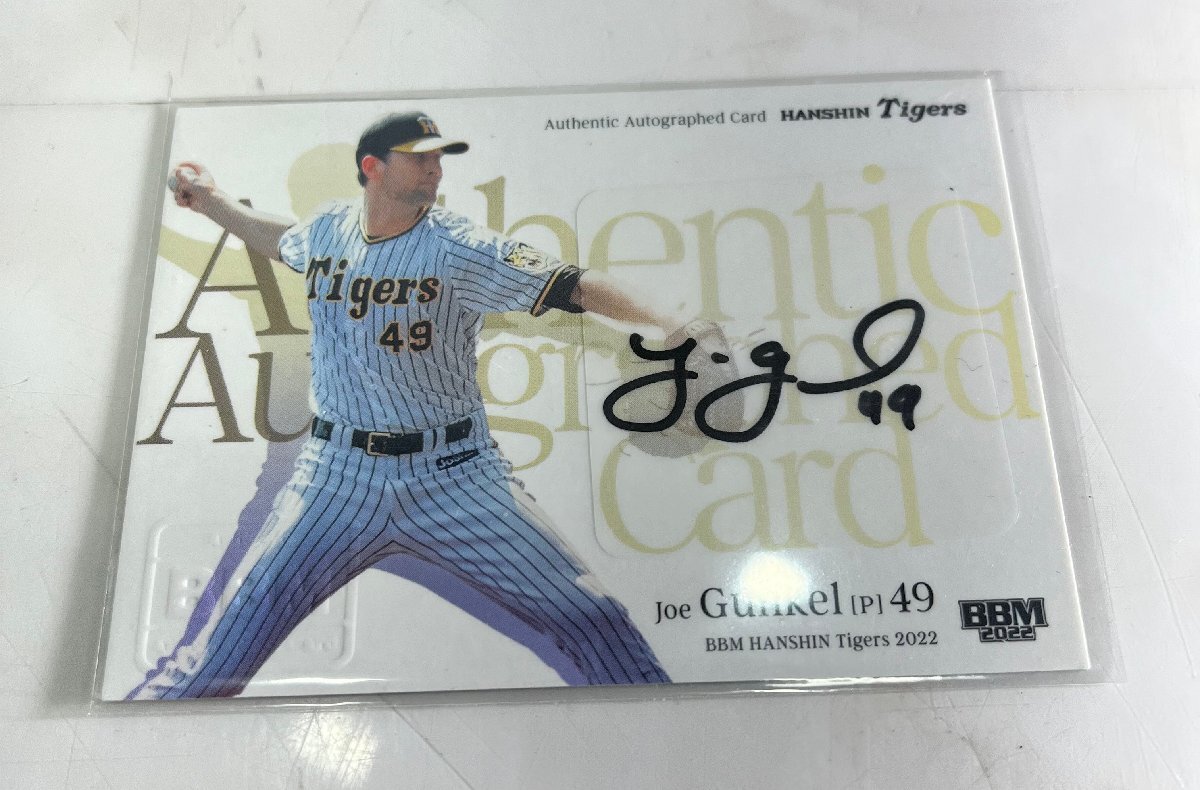 Authentic Autographed Card HANSHIN Tigers
Authentic
Autographed
Card
Tigers
49
49
Joe Gunkel [P] 49
BBM HANSHIN Tigers 2022
BBM
2022